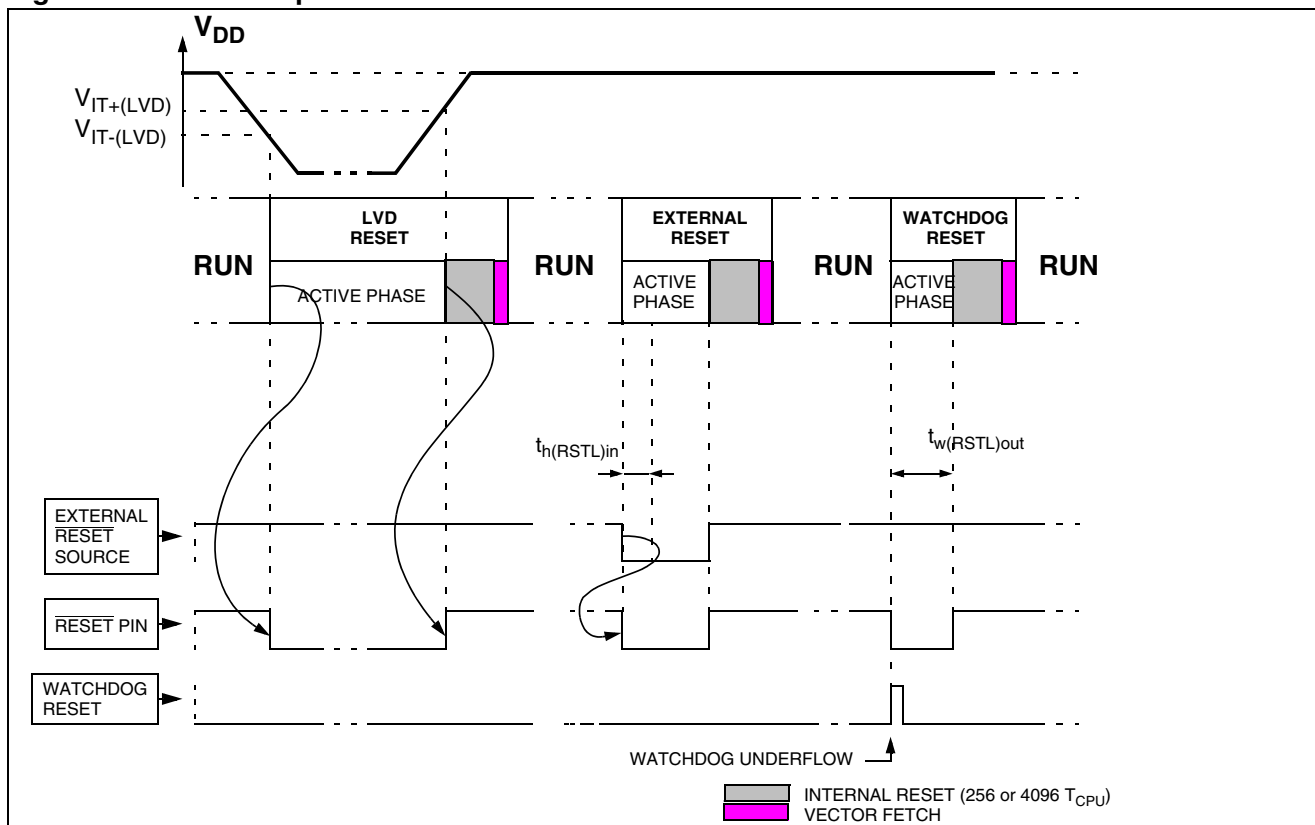 V_DD
V_IT+(LVD)
V_IT-(LVD)
LVD
RESET
EXTERNAL
RESET
WATCHDOG
RESET
RUN
ACTIVE PHASE
RUN
ACTIVE
PHASE
RUN
ACTIVE
PHASE
RUN
t_h(RSTL)in
t_w(RSTL)out
EXTERNAL
RESET
SOURCE
RESET PIN
WATCHDOG
RESET
WATCHDOG UNDERFLOW
INTERNAL RESET (256 or 4096 T_CPU)
VECTOR FETCH